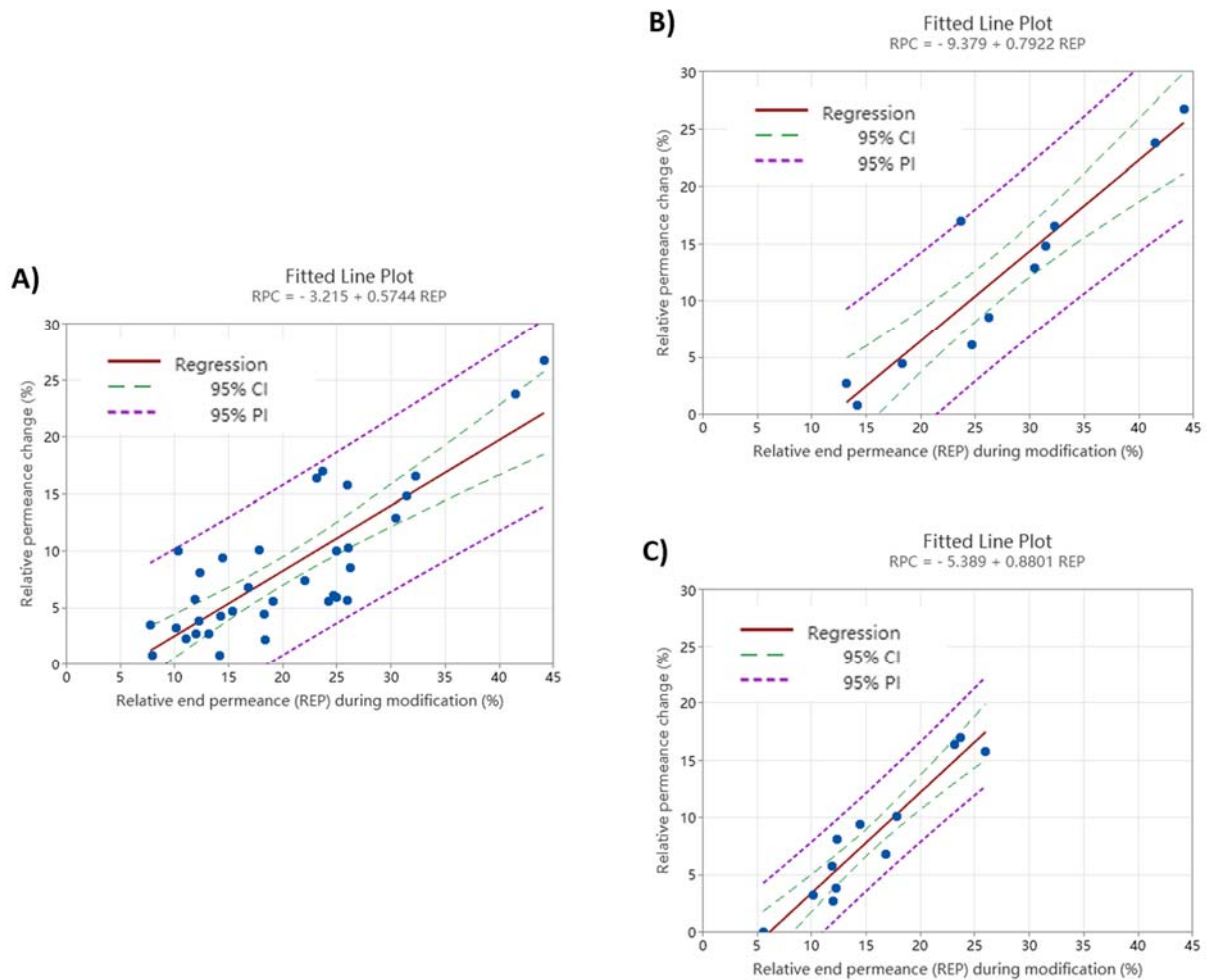 A)
Fitted Line Plot
RPC = - 3.215 + 0.5744 REP
30
25
20
15
10
5
0
Relative permeance change (%)
Regression
95% CI
95% PI
0 5 10 15 20 25 30 35 40 45
Relative end permeance (REP) during modification (%)
B)
Fitted Line Plot
RPC = - 9.379 + 0.7922 REP
30
25
20
15
10
5
0
Relative permeance change (%)
Regression
95% CI
95% PI
0 5 10 15 20 25 30 35 40 45
Relative end permeance (REP) during modification (%)
C)
Fitted Line Plot
RPC = - 5.389 + 0.8801 REP
30
25
20
15
10
5
0
Relative permeance change (%)
Regression
95% CI
95% PI
0 5 10 15 20 25 30 35 40 45
Relative end permeance (REP) during modification (%)